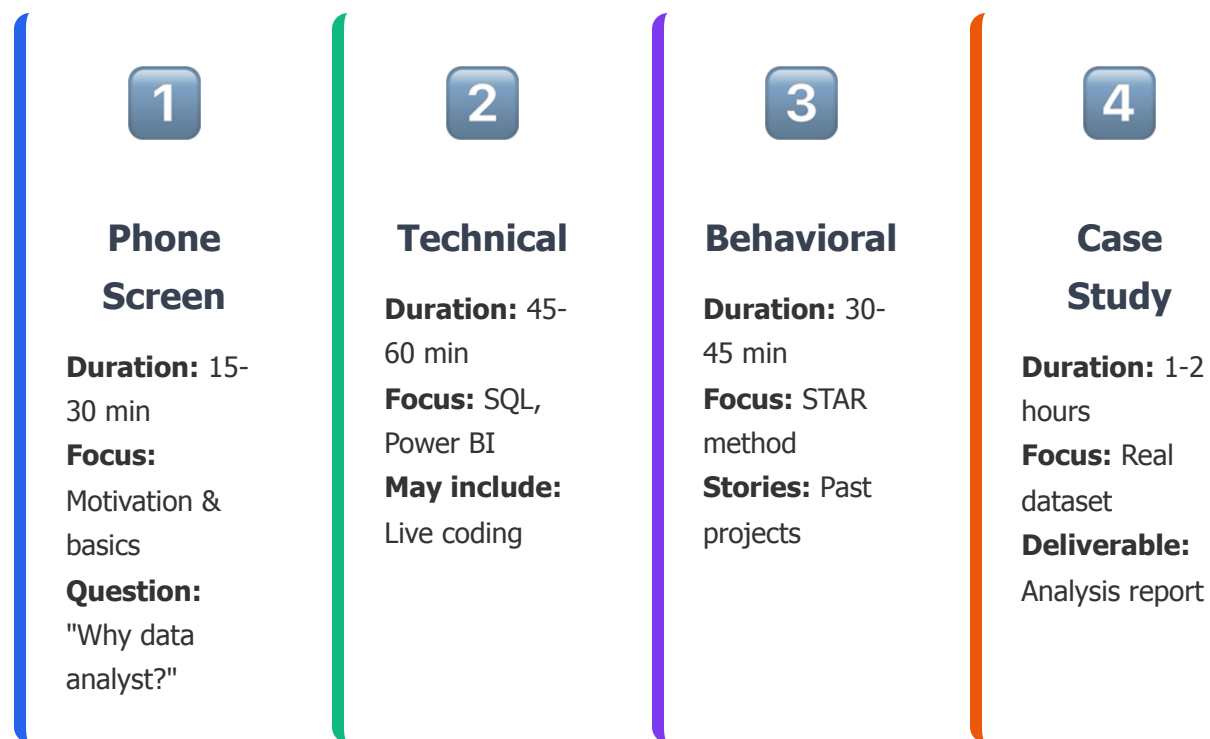 1
Phone
Screen
Duration: 15-
30 min
Focus:
Motivation &
basics
Question:
"Why data
analyst?"
2
Technical
Duration: 45-
60 min
Focus: SQL,
Power BI
May include:
Live coding
3
Behavioral
Duration: 30-
45 min
Focus: STAR
method
Stories: Past
projects
4
Case
Study
Duration: 1-2
hours
Focus: Real
dataset
Deliverable:
Analysis report